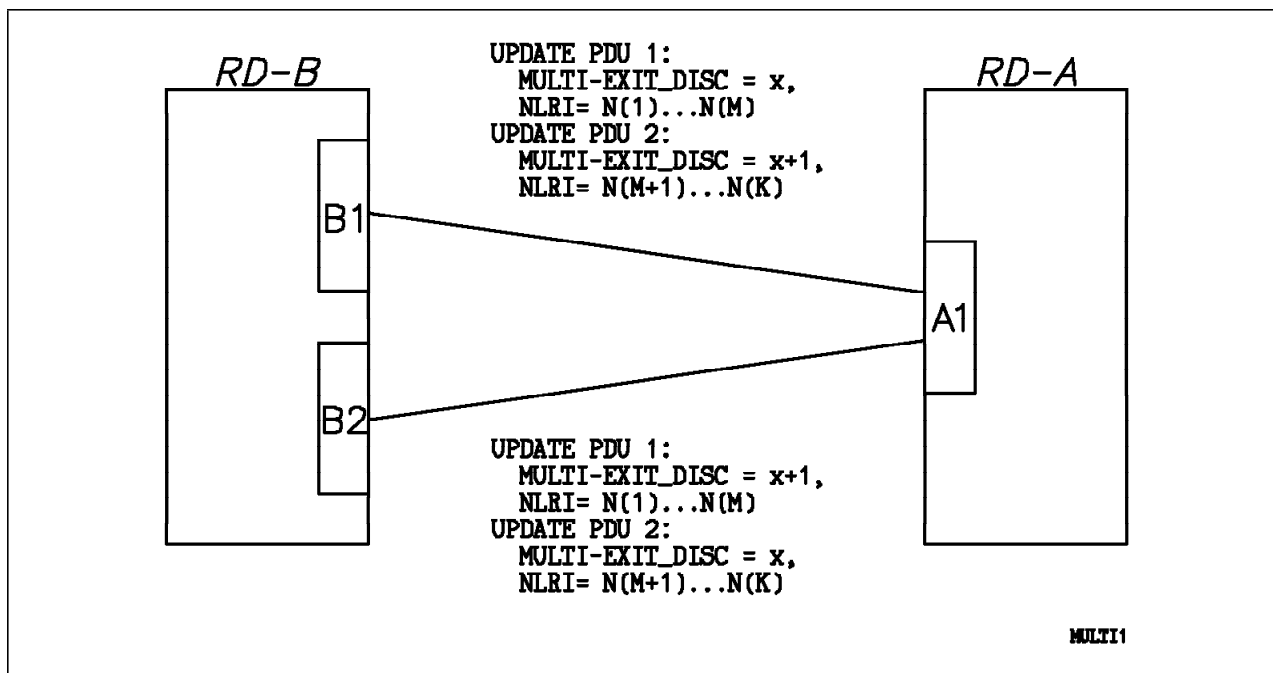 UPDATE PDU 1:
MULTI-EXIT_DISC = x,
NLRI= N(1)...N(M)
UPDATE PDU 2:
MULTI-EXIT_DISC = x+1,
NLRI= N(M+1)...N(K)
RD-B
RD-A
B1
A1
B2
UPDATE PDU 1:
MULTI-EXIT_DISC = x+1,
NLRI= N(1)...N(M)
UPDATE PDU 2:
MULTI-EXIT_DISC = x,
NLRI= N(M+1)...N(K)
MULTI1